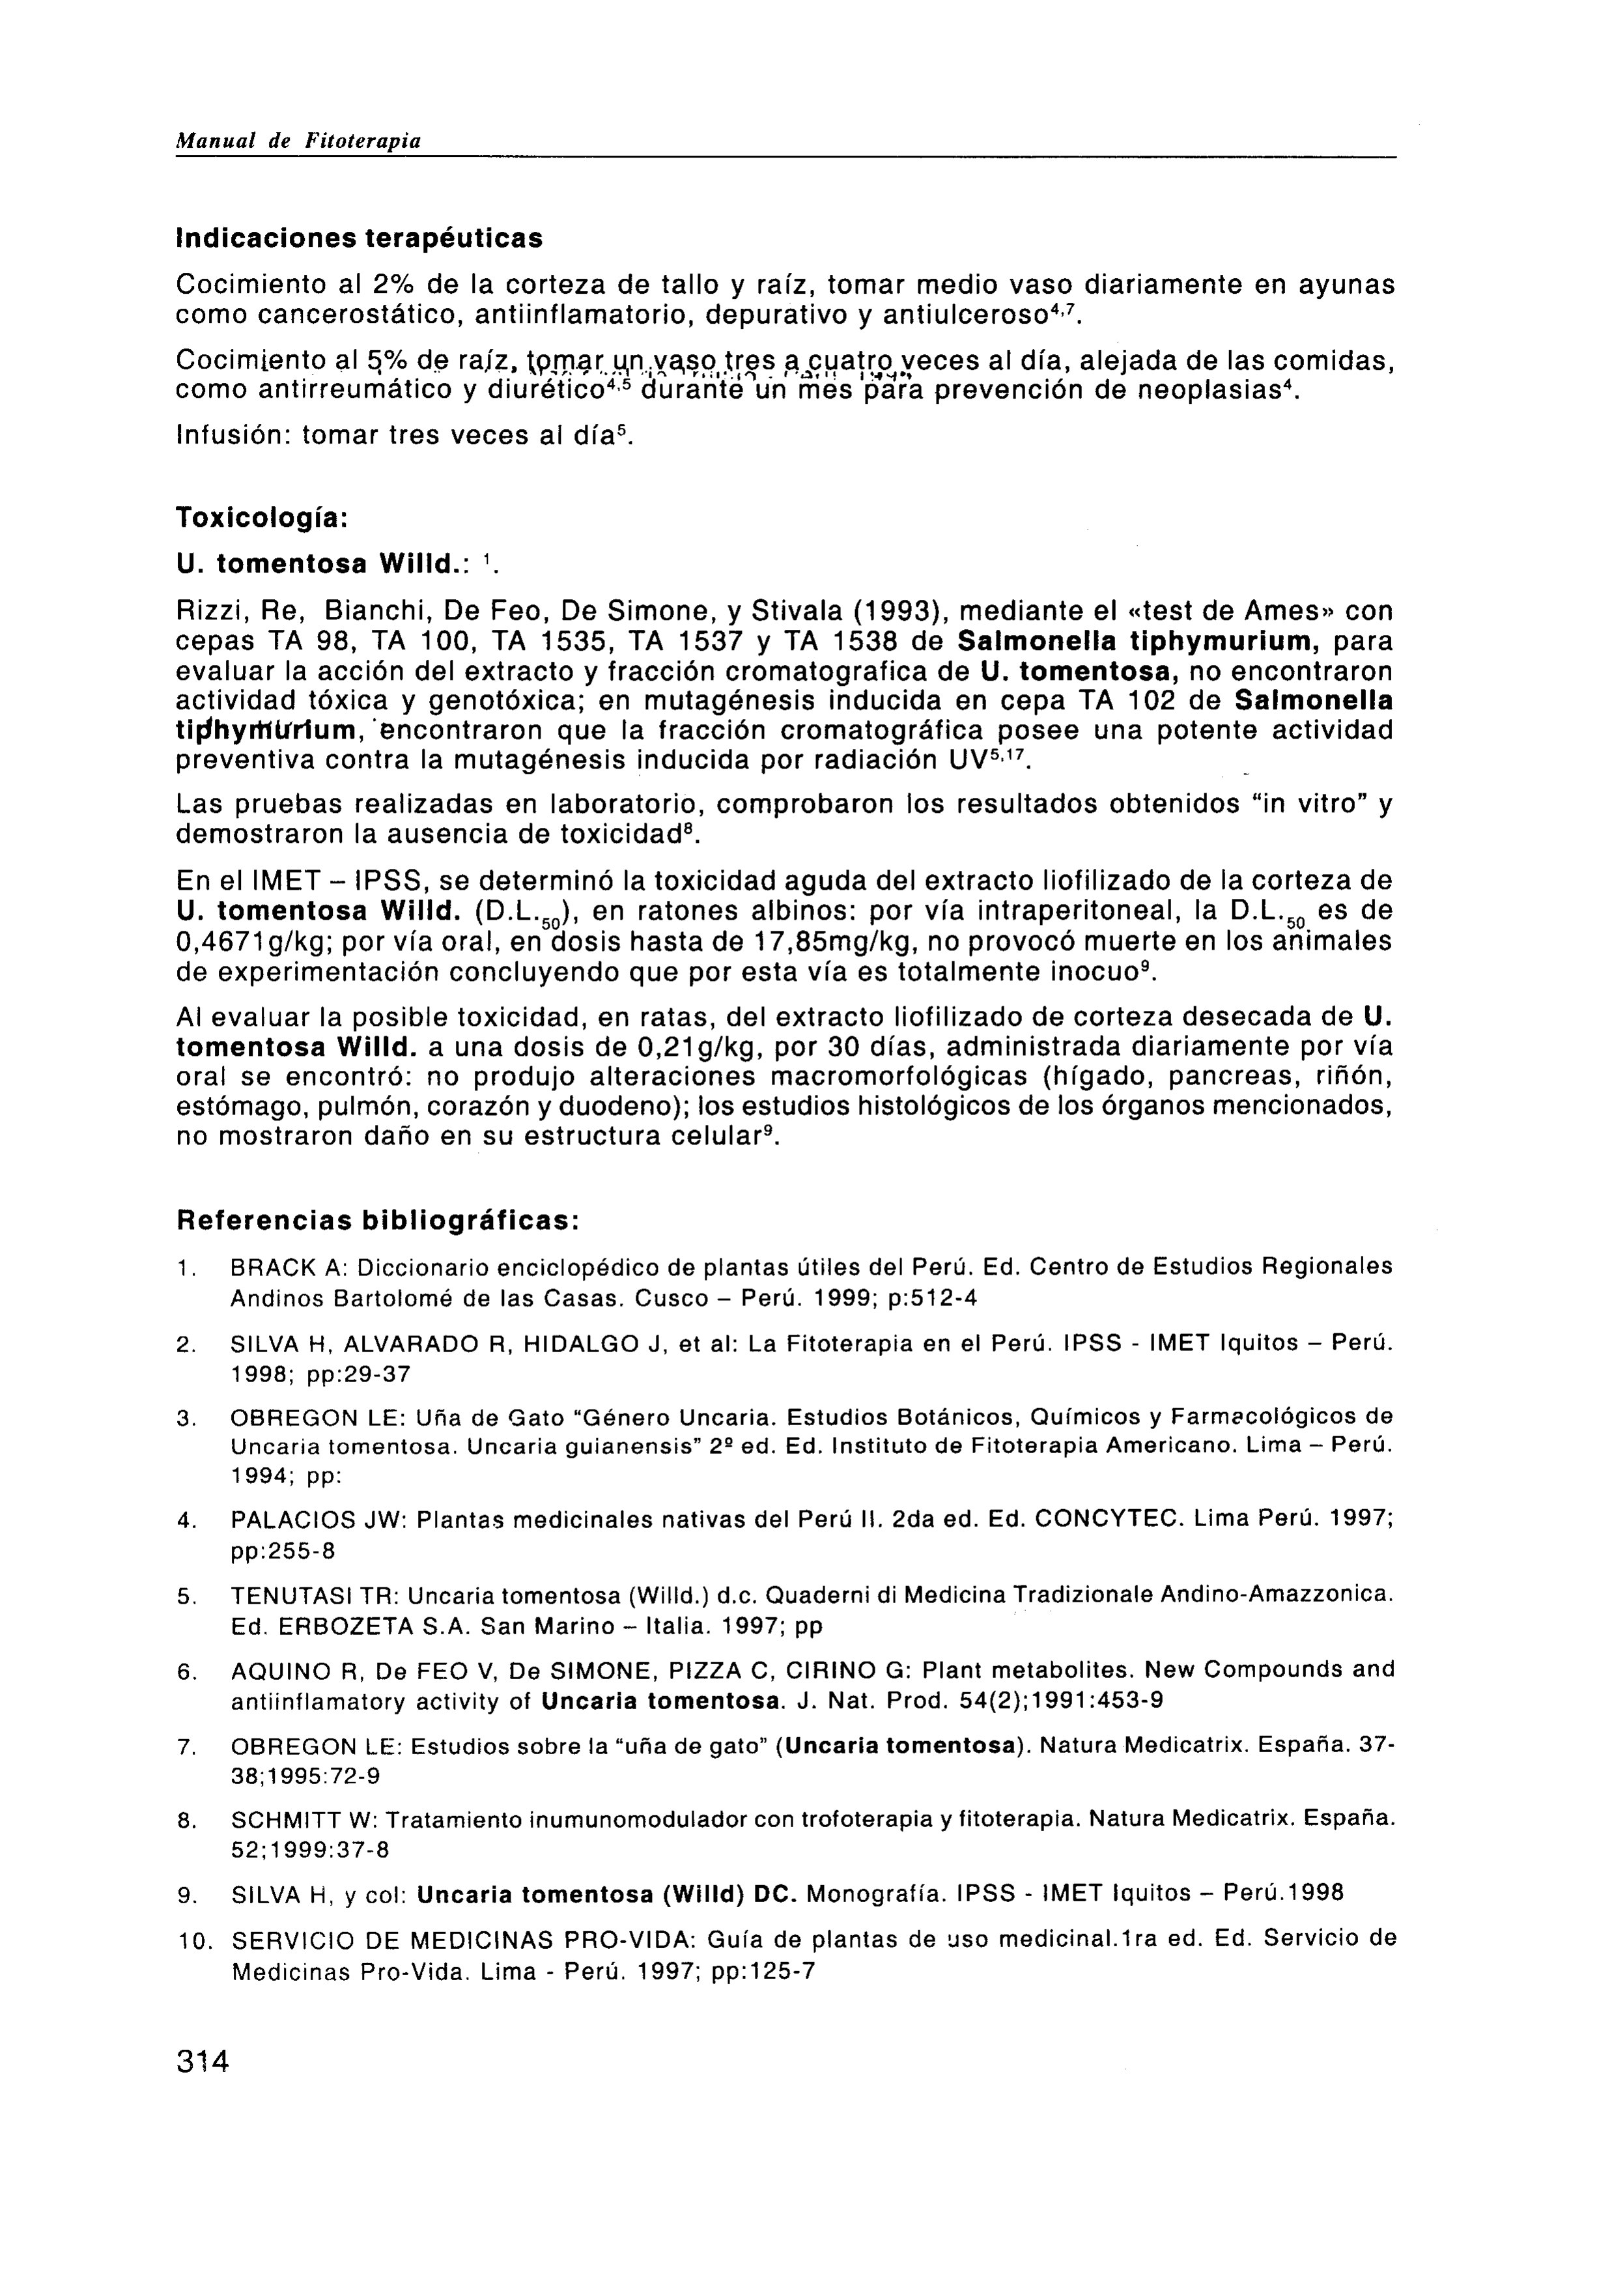 Manual de Fitoterapia
Indicaciones terapéuticas
Cocimiento al 2% de la corteza de tallo y raíz, tomar medio vaso diariamente en ayunas
como cancerostático, antiinflamatorio, depurativo y antiulceroso⁴,⁷.
Cocimiento al 5% de raíz, tomar un vaso tres a cuatro veces al día, alejada de las comidas,
como antirreumático y diurético⁴,⁵ durante un mes para prevención de neoplasias⁴.
Infusión: tomar tres veces al día⁵.
Toxicología:
U. tomentosa Willd.: ¹.
Rizzi, Re, Bianchi, De Feo, De Simone, y Stivala (1993), mediante el «test de Ames» con
cepas TA 98, TA 100, TA 1535, TA 1537 y TA 1538 de Salmonella tiphymurium, para
evaluar la acción del extracto y fracción cromatografica de U. tomentosa, no encontraron
actividad tóxica y genotóxica; en mutagénesis inducida en cepa TA 102 de Salmonella
tiphymurium, encontraron que la fracción cromatográfica posee una potente actividad
preventiva contra la mutagénesis inducida por radiación UV⁵,¹⁷.
Las pruebas realizadas en laboratorio, comprobaron los resultados obtenidos “in vitro” y
demostraron la ausencia de toxicidad⁸.
En el IMET – IPSS, se determinó la toxicidad aguda del extracto liofilizado de la corteza de
U. tomentosa Willd. (D.L.₅₀), en ratones albinos: por vía intraperitoneal, la D.L.₅₀ es de
0,4671g/kg; por vía oral, en dosis hasta de 17,85mg/kg, no provocó muerte en los animales
de experimentación concluyendo que por esta vía es totalmente inocuo⁹.
Al evaluar la posible toxicidad, en ratas, del extracto liofilizado de corteza desecada de U.
tomentosa Willd. a una dosis de 0,21g/kg, por 30 días, administrada diariamente por vía
oral se encontró: no produjo alteraciones macromorfológicas (hígado, pancreas, riñón,
estómago, pulmón, corazón y duodeno); los estudios histológicos de los órganos mencionados,
no mostraron daño en su estructura celular⁹.
Referencias bibliográficas:
1. BRACK A: Diccionario enciclopédico de plantas útiles del Perú. Ed. Centro de Estudios Regionales
Andinos Bartolomé de las Casas. Cusco – Perú. 1999; p:512-4
2. SILVA H, ALVARADO R, HIDALGO J, et al: La Fitoterapia en el Perú. IPSS - IMET Iquitos – Perú.
1998; pp:29-37
3. OBREGON LE: Uña de Gato “Género Uncaria. Estudios Botánicos, Químicos y Farmacológicos de
Uncaria tomentosa. Uncaria guianensis” 2º ed. Ed. Instituto de Fitoterapia Americano. Lima – Perú.
1994; pp:
4. PALACIOS JW: Plantas medicinales nativas del Perú II. 2da ed. Ed. CONCYTEC. Lima Perú. 1997;
pp:255-8
5. TENUTASI TR: Uncaria tomentosa (Willd.) d.c. Quaderni di Medicina Tradizionale Andino-Amazzonica.
Ed. ERBOZETA S.A. San Marino – Italia. 1997; pp
6. AQUINO R, De FEO V, De SIMONE, PIZZA C, CIRINO G: Plant metabolites. New Compounds and
antiinflamatory activity of Uncaria tomentosa. J. Nat. Prod. 54(2);1991:453-9
7. OBREGON LE: Estudios sobre la “uña de gato” (Uncaria tomentosa). Natura Medicatrix. España. 37-
38;1995:72-9
8. SCHMITT W: Tratamiento inumunomodulador con trofoterapia y fitoterapia. Natura Medicatrix. España.
52;1999:37-8
9. SILVA H, y col: Uncaria tomentosa (Willd) DC. Monografía. IPSS - IMET Iquitos – Perú.1998
10. SERVICIO DE MEDICINAS PRO-VIDA: Guía de plantas de uso medicinal.1ra ed. Ed. Servicio de
Medicinas Pro-Vida. Lima - Perú. 1997; pp:125-7
314